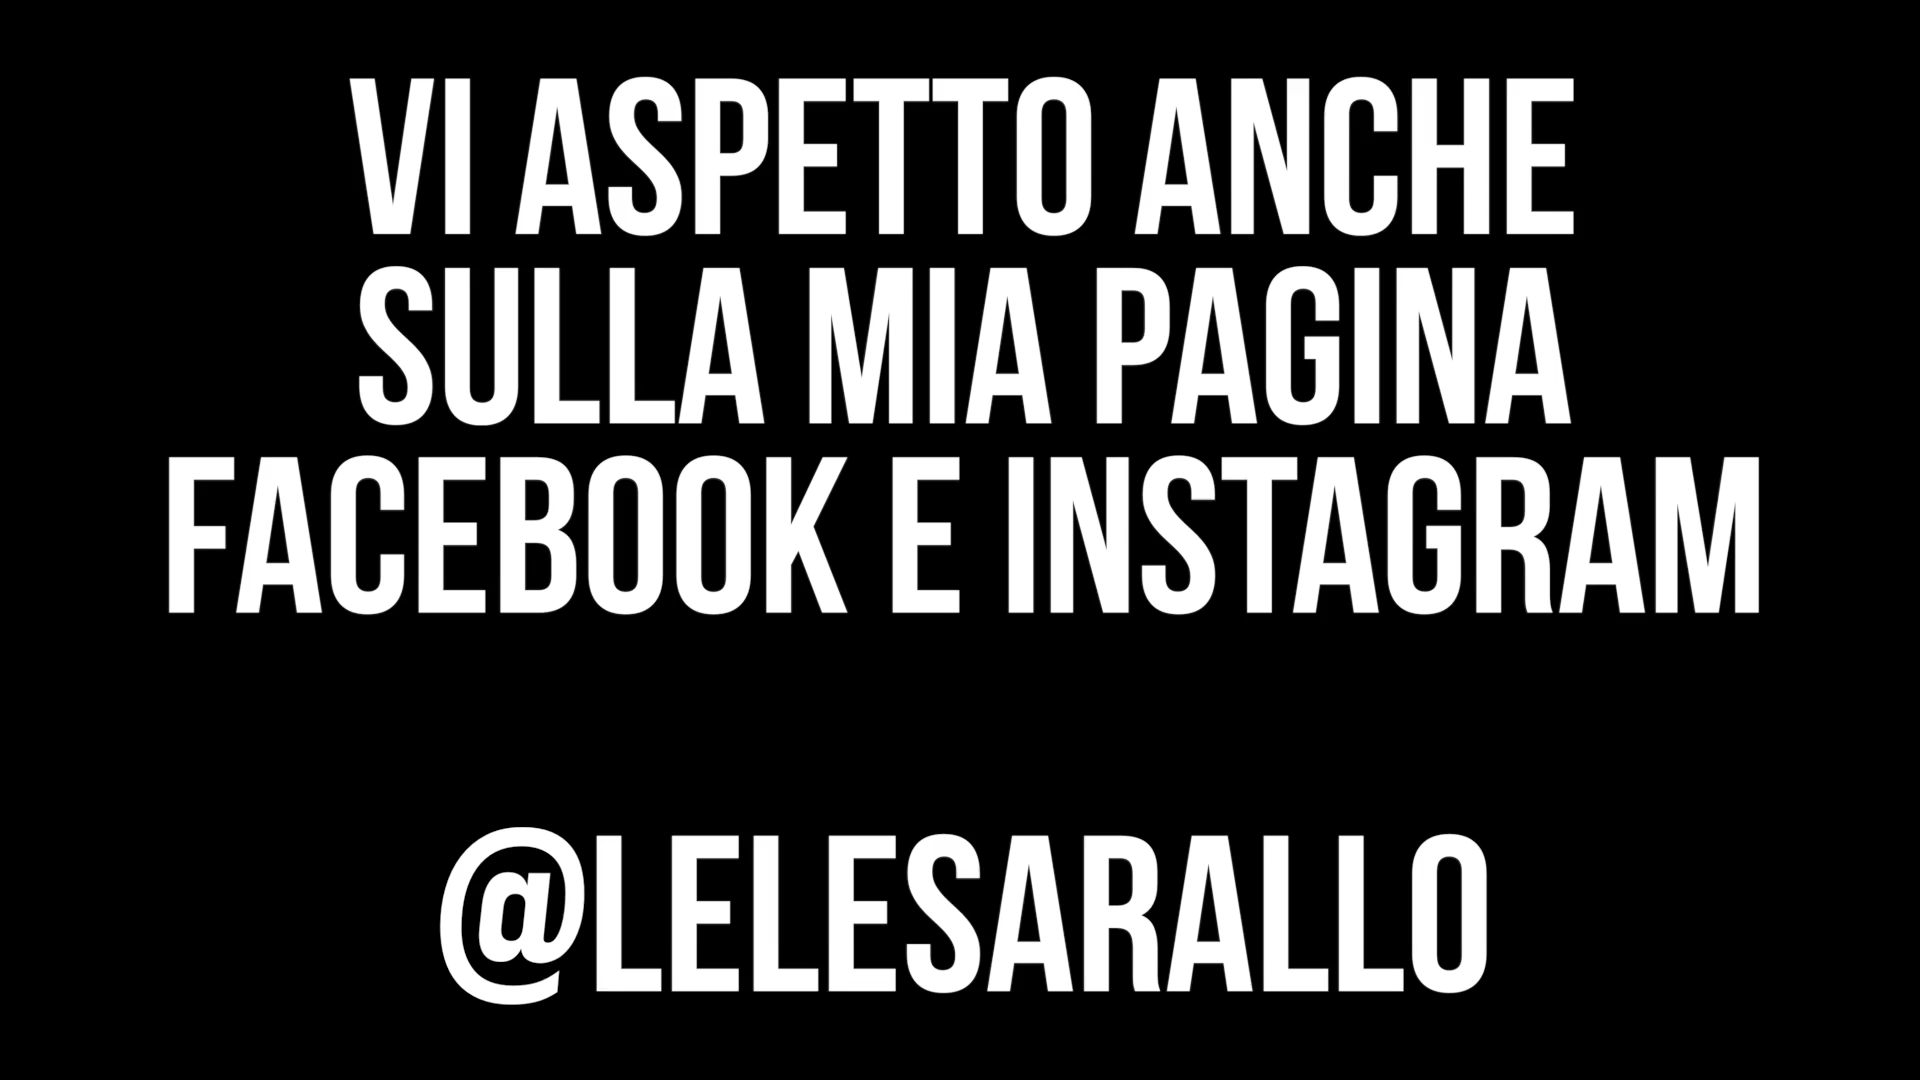 VI ASPETTO ANCHE
SULLA MIA PAGINA
FACEBOOK E INSTAGRAM
@LELESARALLO